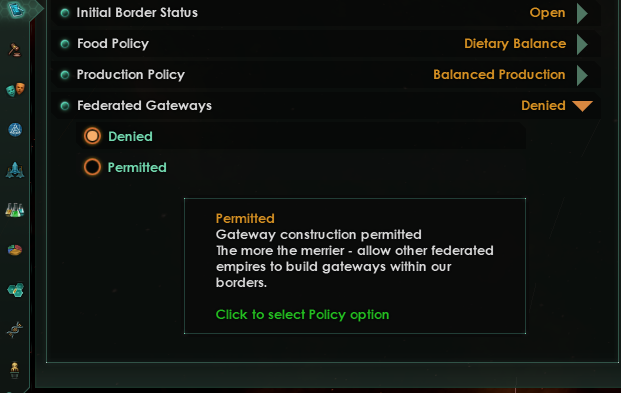 Initial Border Status Open
Food Policy Dietary Balance
Production Policy Balanced Production
Federated Gateways Denied
Denied
Permitted
Permitted
Gateway construction permitted
The more the merrier - allow other federated
empires to build gateways within our
borders.
Click to select Policy option